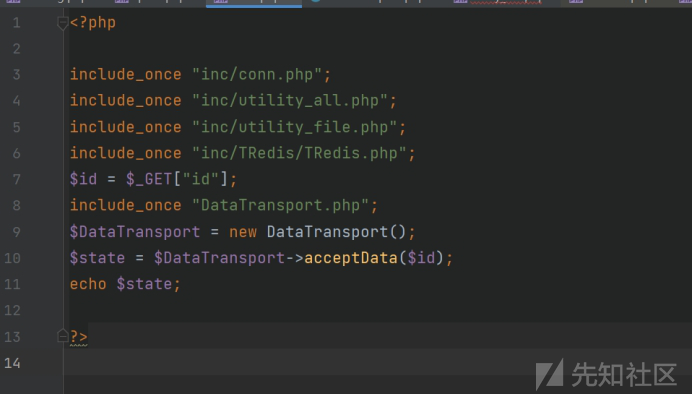 1 <?php
2
3 include_once "inc/conn.php";
4 include_once "inc/utility_all.php";
5 include_once "inc/utility_file.php";
6 include_once "inc/TRedis/TRedis.php";
7 $id = $_GET["id"];
8 include_once "DataTransport.php";
9 $DataTransport = new DataTransport();
10 $state = $DataTransport->acceptData($id);
11 echo $state;
12
13 ?>
14
先知社区